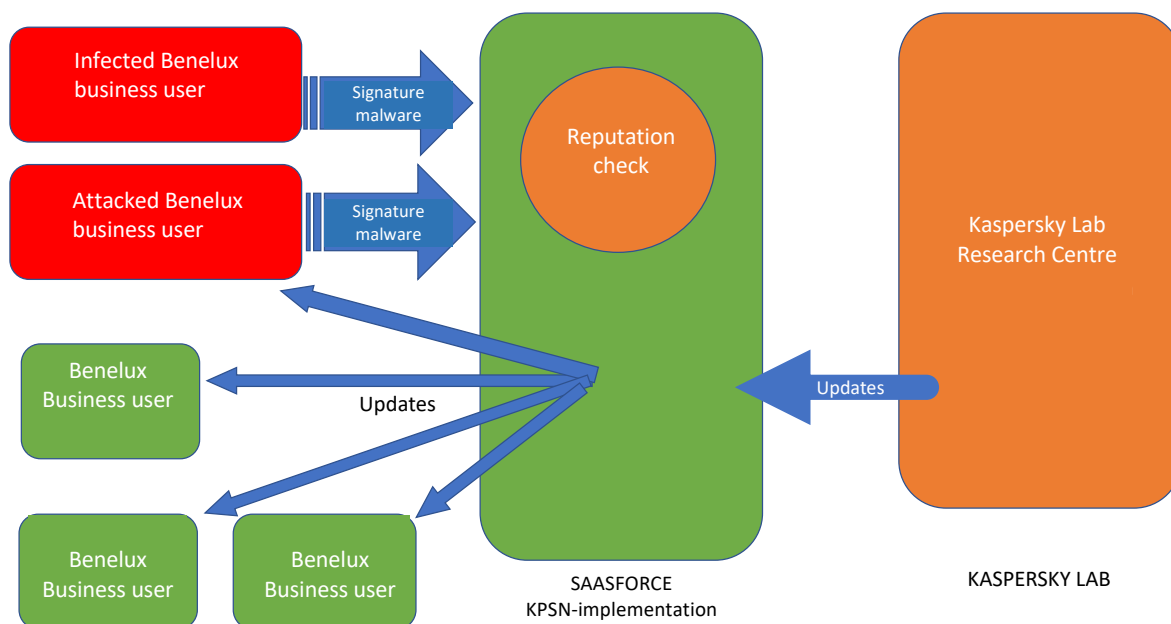 Infected Benelux
business user
Signature
malware
Reputation
check
Attacked Benelux
business user
Signature
malware
Kaspersky Lab
Research Centre
Benelux
Business user
Updates
Updates
Benelux
Business user
Benelux
Business user
SAASFORCE
KPSN-implementation
KASPERSKY LAB